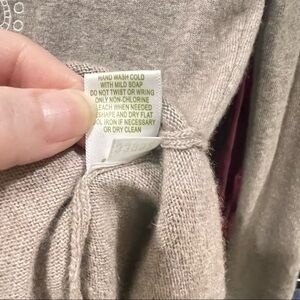 HAND WASH COLD
WITH MILD SOAP
DO NOT TWIST OR WRING
ONLY NON-CHLORINE
BLEACH WHEN NEEDED
RESHAPE AND DRY FLAT
COOL IRON IF NECESSARY
OR DRY CLEAN